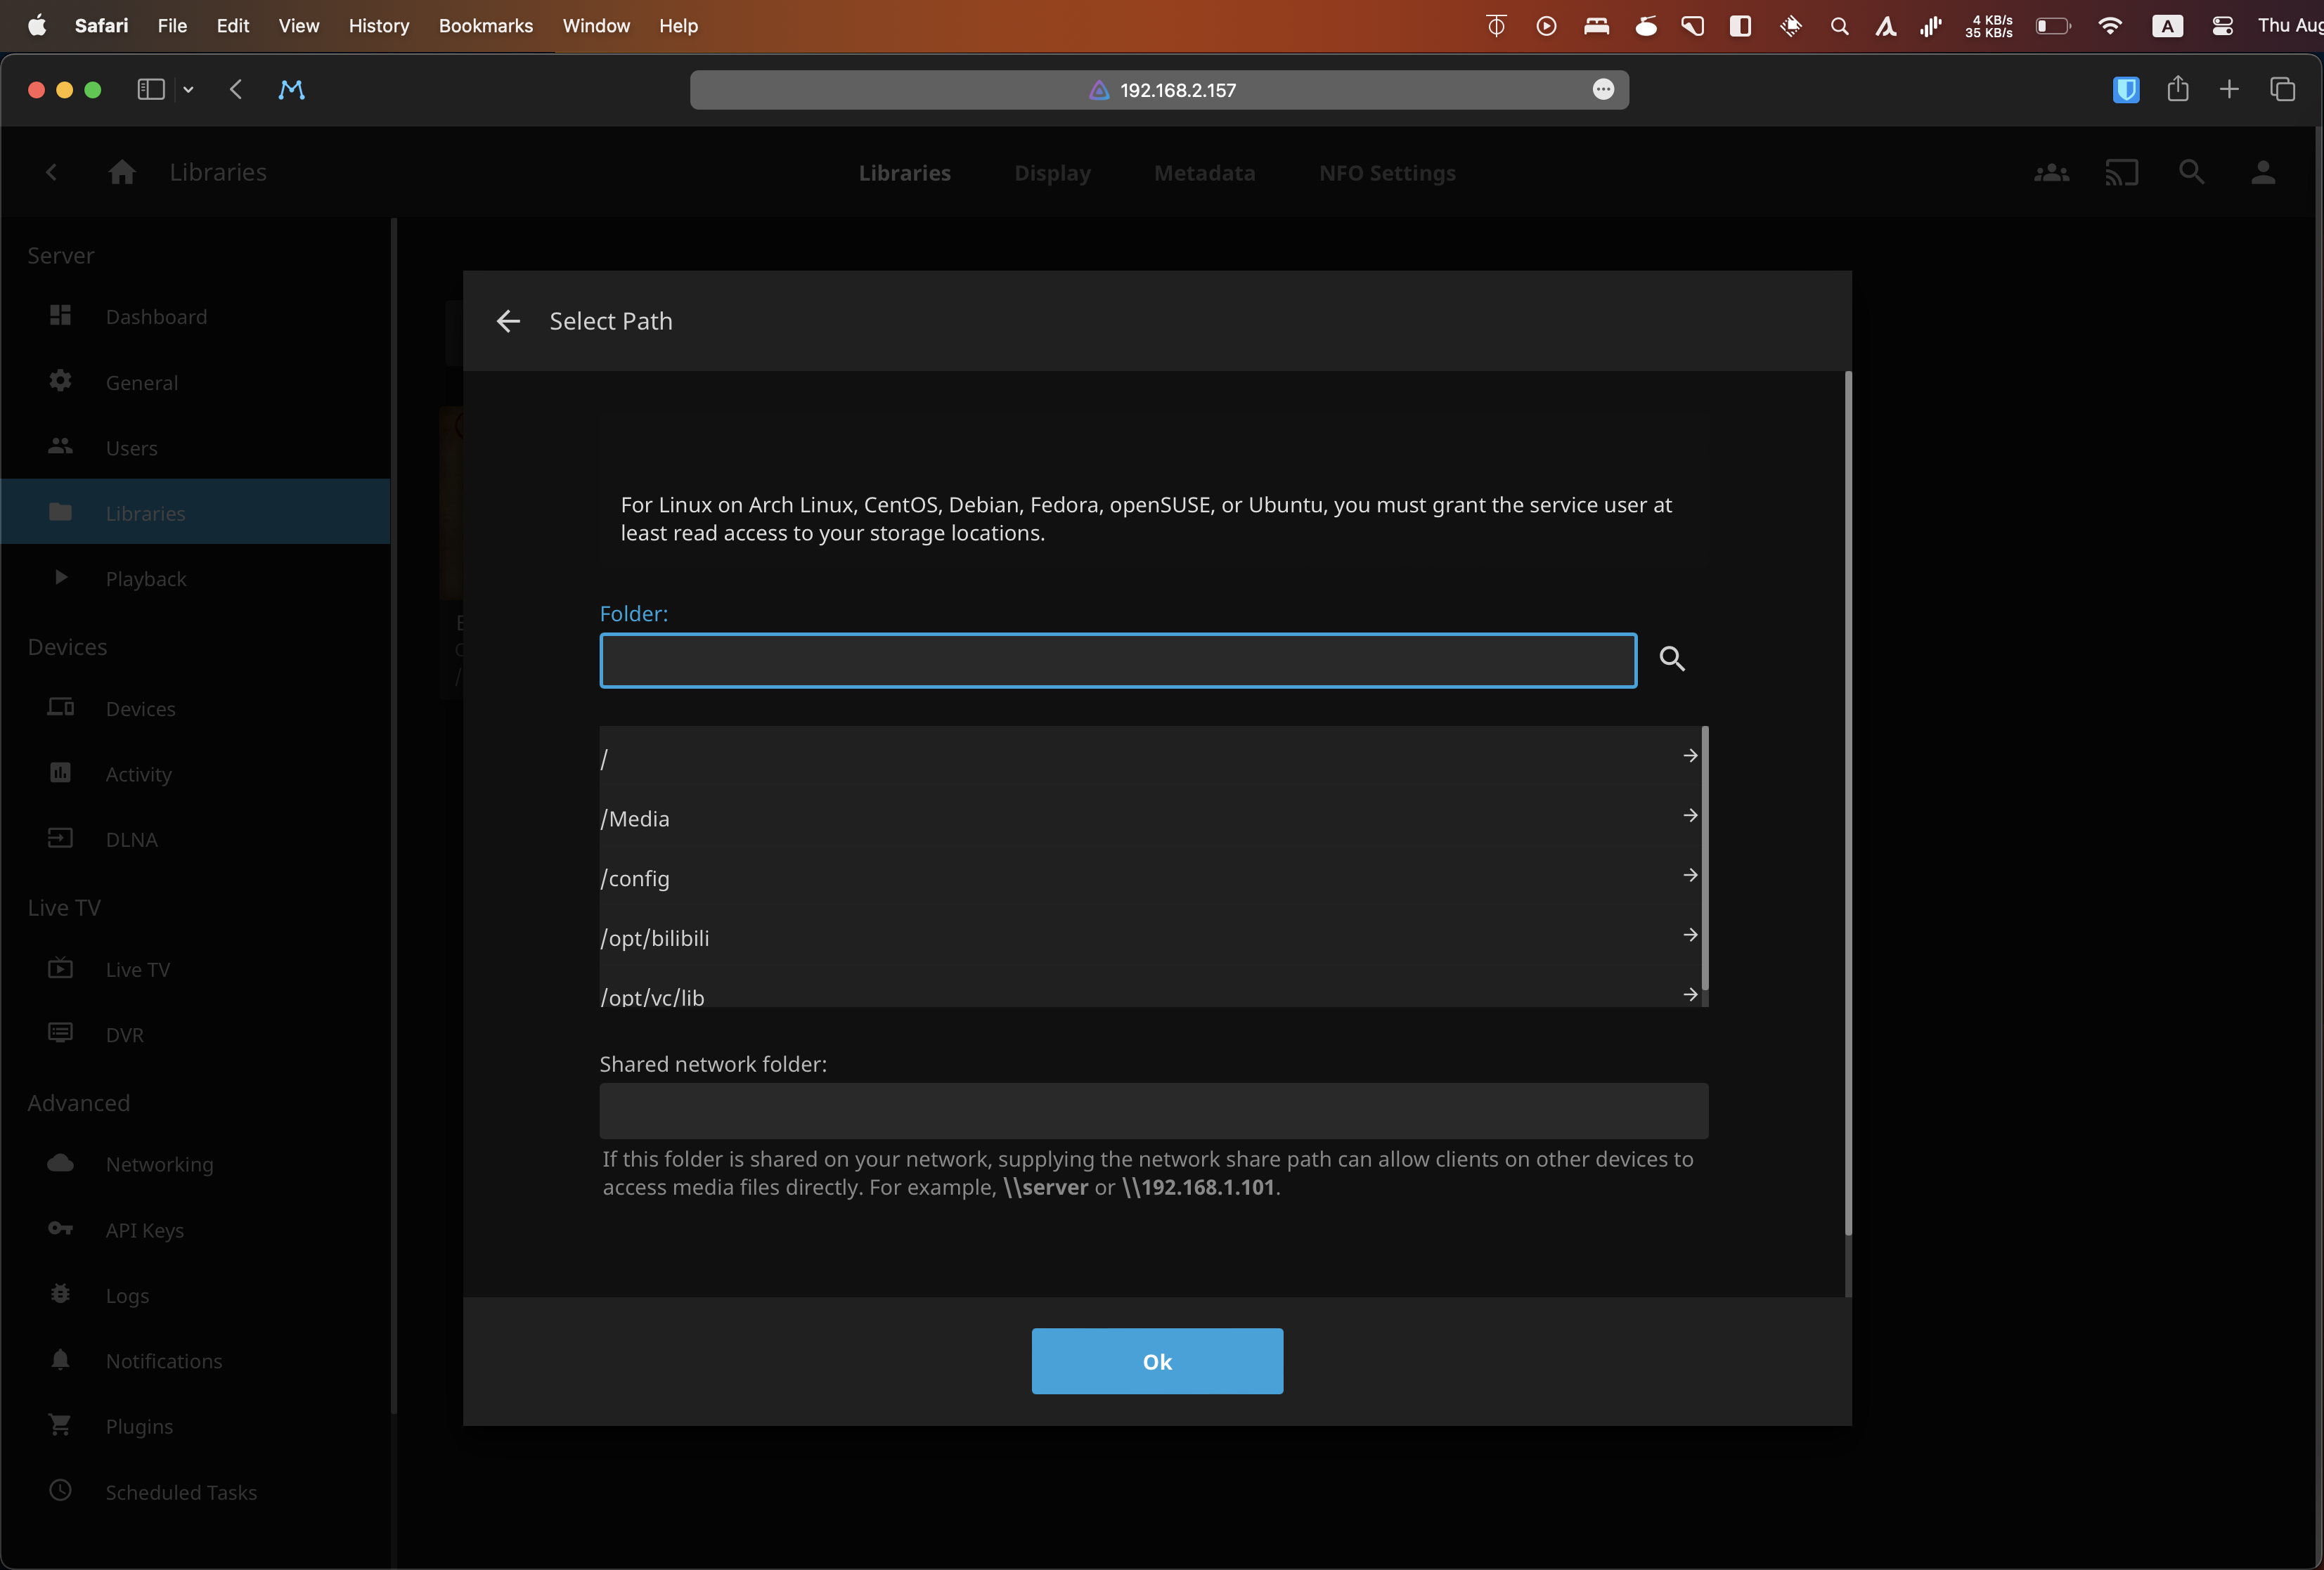 Safari File Edit View History Bookmarks Window Help
4 KB/s
35 KB/s
A
Thu Aug
192.168.2.157
Libraries
Libraries Display Metadata NFO Settings
Server
Dashboard
General
Users
Libraries
Playback
Devices
Devices
Activity
DLNA
Live TV
Live TV
DVR
Advanced
Networking
API Keys
Logs
Notifications
Plugins
Scheduled Tasks
Select Path
For Linux on Arch Linux, CentOS, Debian, Fedora, openSUSE, or Ubuntu, you must grant the service user at
least read access to your storage locations.
Folder:
/
/Media
/config
/opt/bilibili
/opt/vc/lib
Shared network folder:
If this folder is shared on your network, supplying the network share path can allow clients on other devices to
access media files directly. For example, \\server or \\192.168.1.101.
Ok